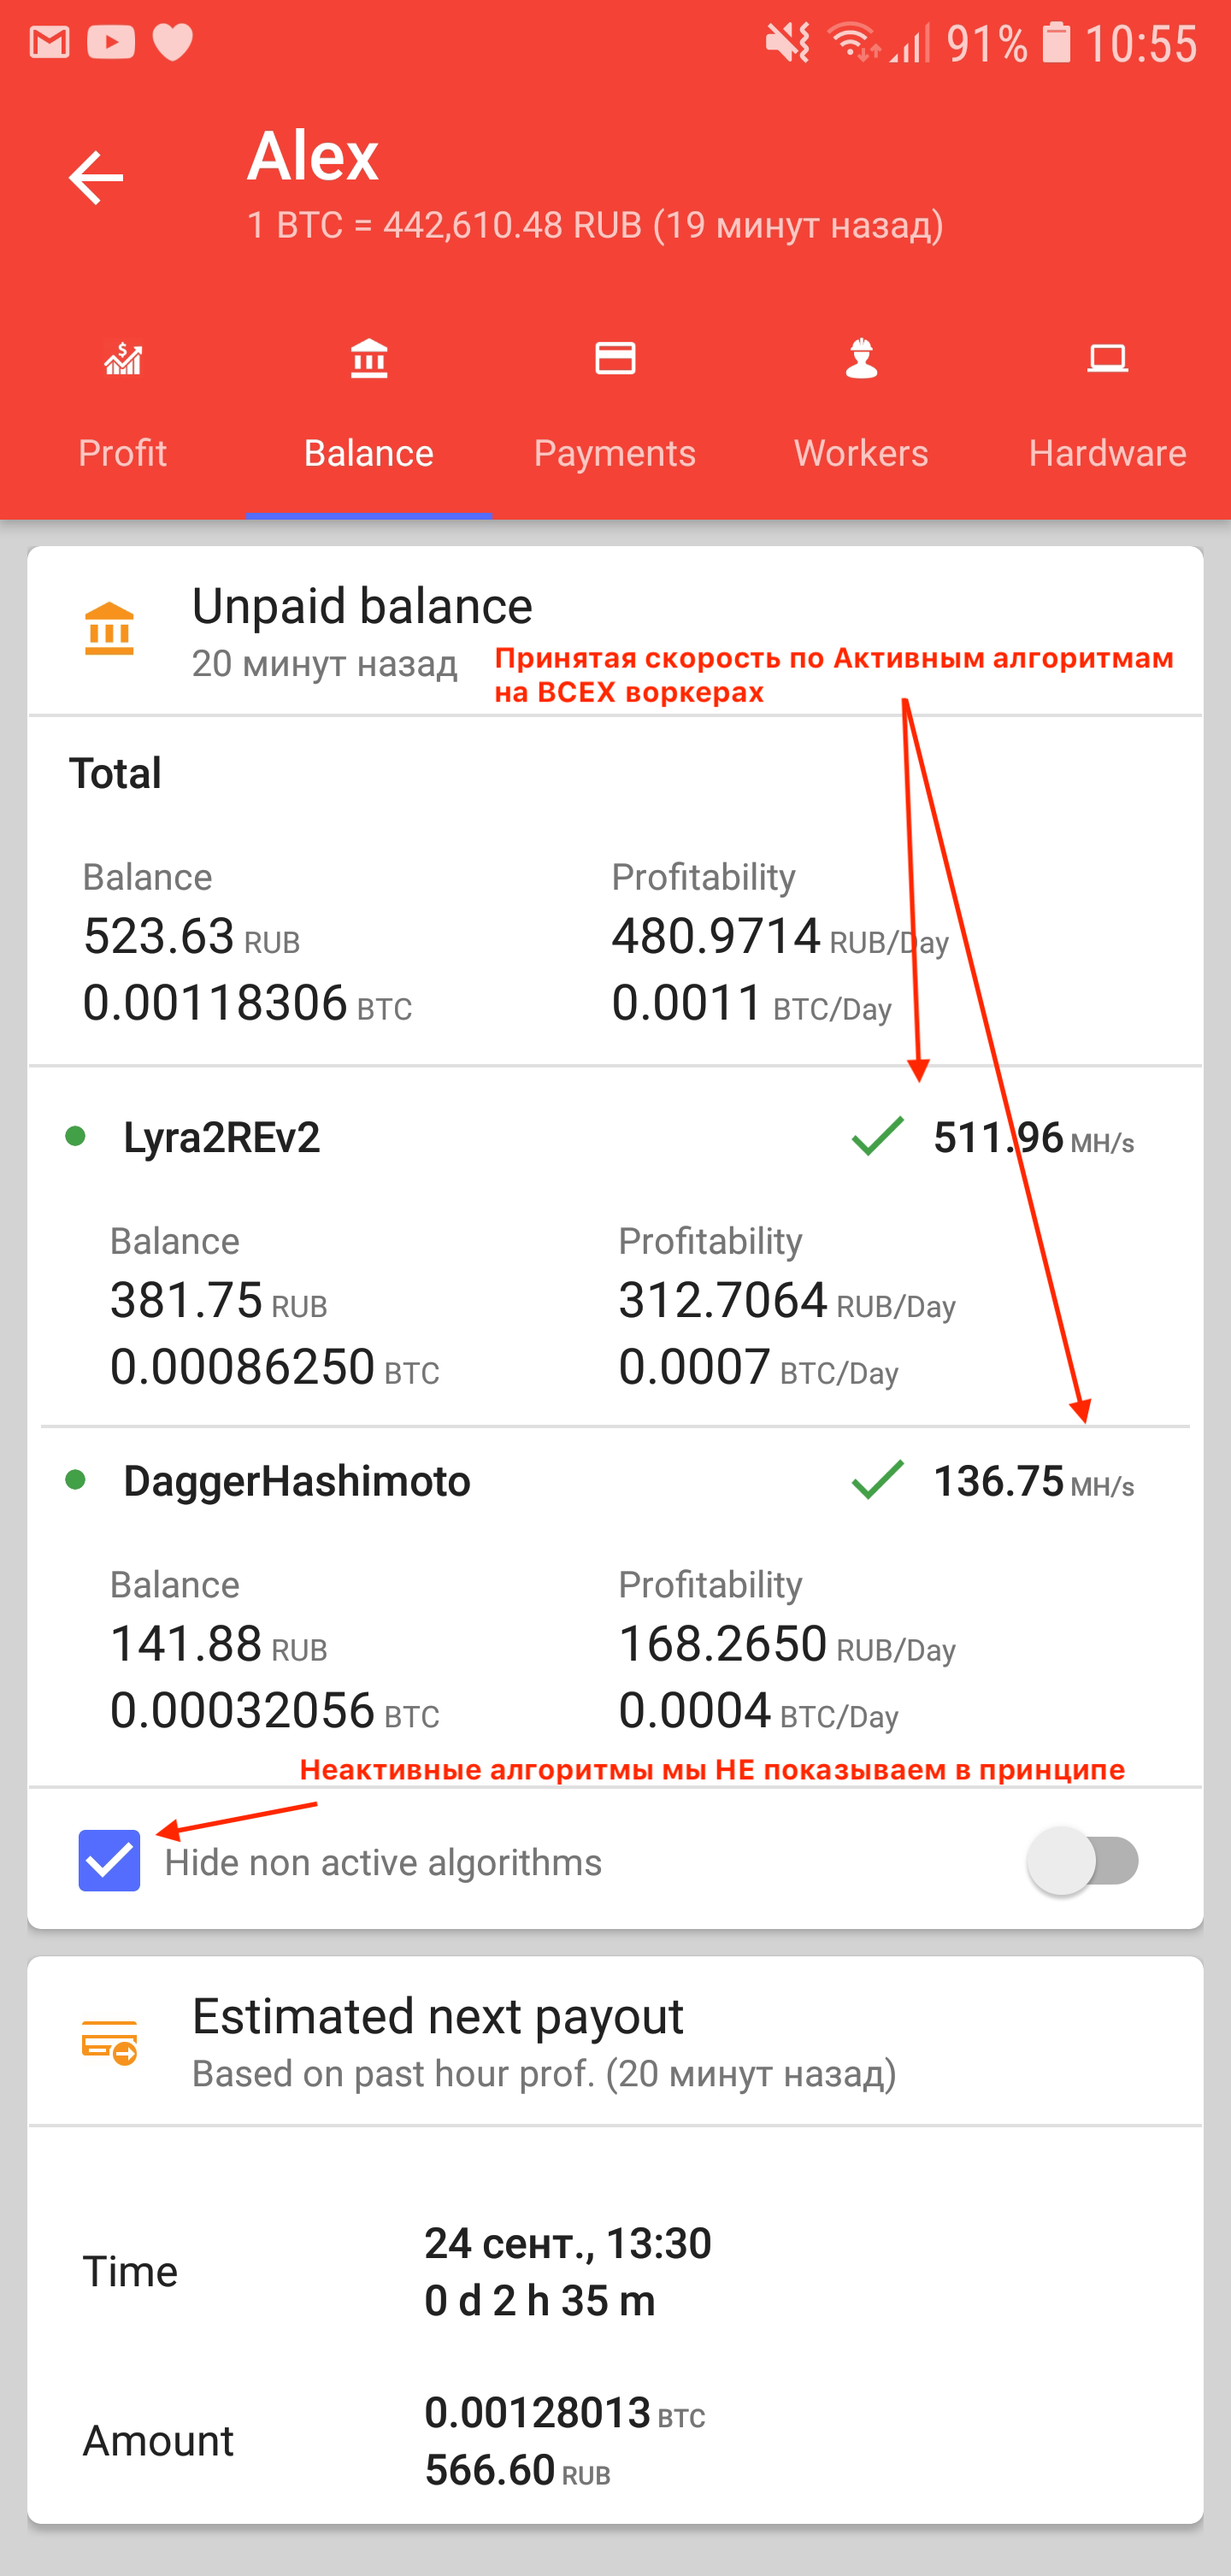 91% 10:55
Alex
1 BTC = 442,610.48 RUB (19 минут назад)
Profit Balance Payments Workers Hardware
Unpaid balance
20 минут назад
Принятая скорость по Активным алгоритмам
на ВСЕХ воркерах
Total
Balance Profitability
523.63 RUB 480.9714 RUB/Day
0.00118306 BTC 0.0011 BTC/Day
Lyra2REv2 511.96 MH/s
Balance Profitability
381.75 RUB 312.7064 RUB/Day
0.00086250 BTC 0.0007 BTC/Day
DaggerHashimoto 136.75 MH/s
Balance Profitability
141.88 RUB 168.2650 RUB/Day
0.00032056 BTC 0.0004 BTC/Day
Неактивные алгоритмы мы НЕ показываем в принципе
Hide non active algorithms
Estimated next payout
Based on past hour prof. (20 минут назад)
Time
24 сент., 13:30
0 d 2 h 35 m
Amount
0.00128013 BTC
566.60 RUB